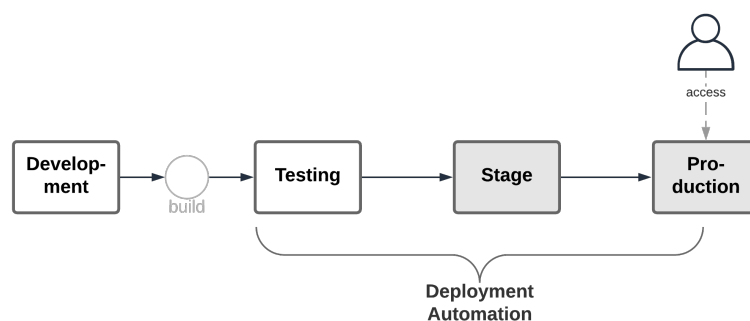 access
Develop-
ment
build
Testing
Stage
Pro-
duction
Deployment
Automation